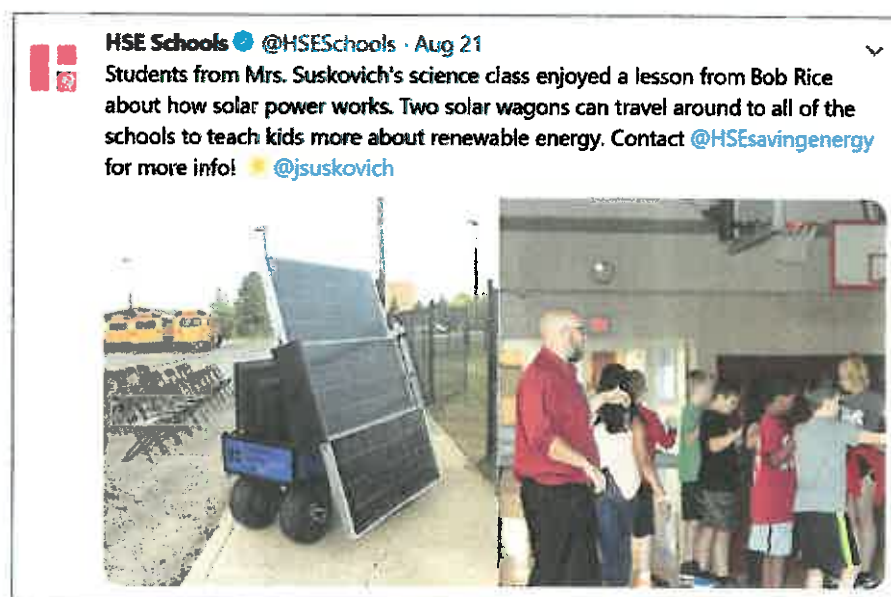 HSE Schools @HSESchools · Aug 21
Students from Mrs. Suskovich's science class enjoyed a lesson from Bob Rice
about how solar power works. Two solar wagons can travel around to all of the
schools to teach kids more about renewable energy. Contact @HSEsavingenergy
for more info! @jsuskovich